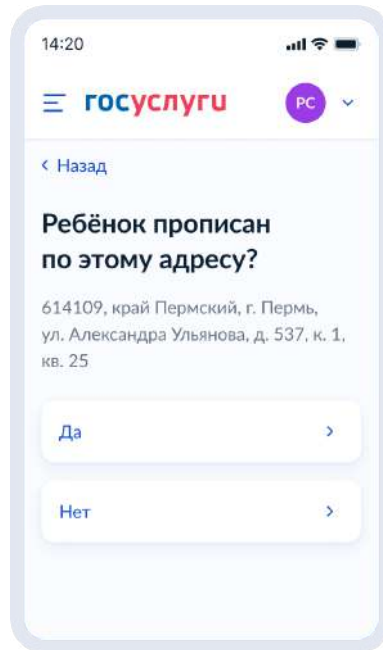 14:20
госуслуги
РС
Назад
Ребёнок прописан
по этому адресу?
614109, край Пермский, г. Пермь,
ул. Александра Ульянова, д. 537, к. 1,
кв. 25
Да
Нет